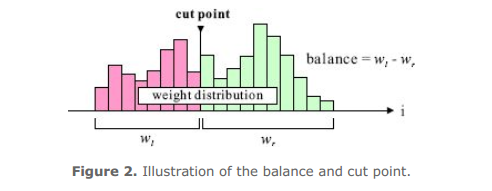 cut point
balance = w_l - w_r
weight distribution
i
w_l
w_r
Figure 2. Illustration of the balance and cut point.